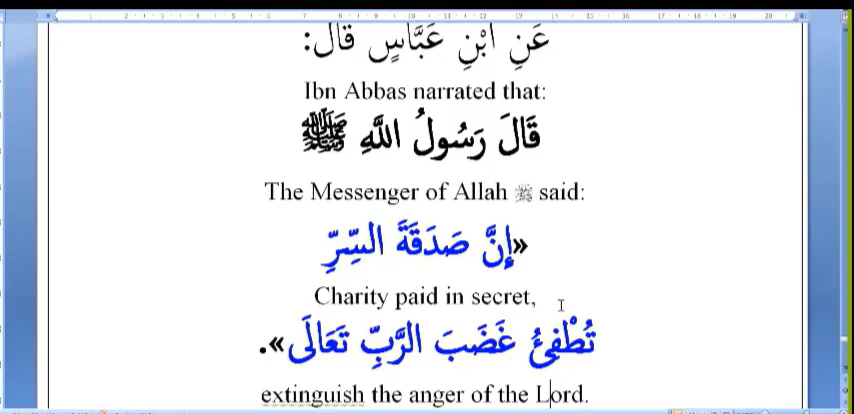 عَنِ ابْنِ عَبَّاسٍ قَالَ:
Ibn Abbas narrated that:
قَالَ رَسُولُ اللَّهِ ﷺ
The Messenger of Allah ﷺ said:
«إِنَّ صَدَقَةَ السِّرِّ
Charity paid in secret,
تُطْفِئُ غَضَبَ الرَّبِّ تَعَالَى».
extinguish the anger of the Lord.